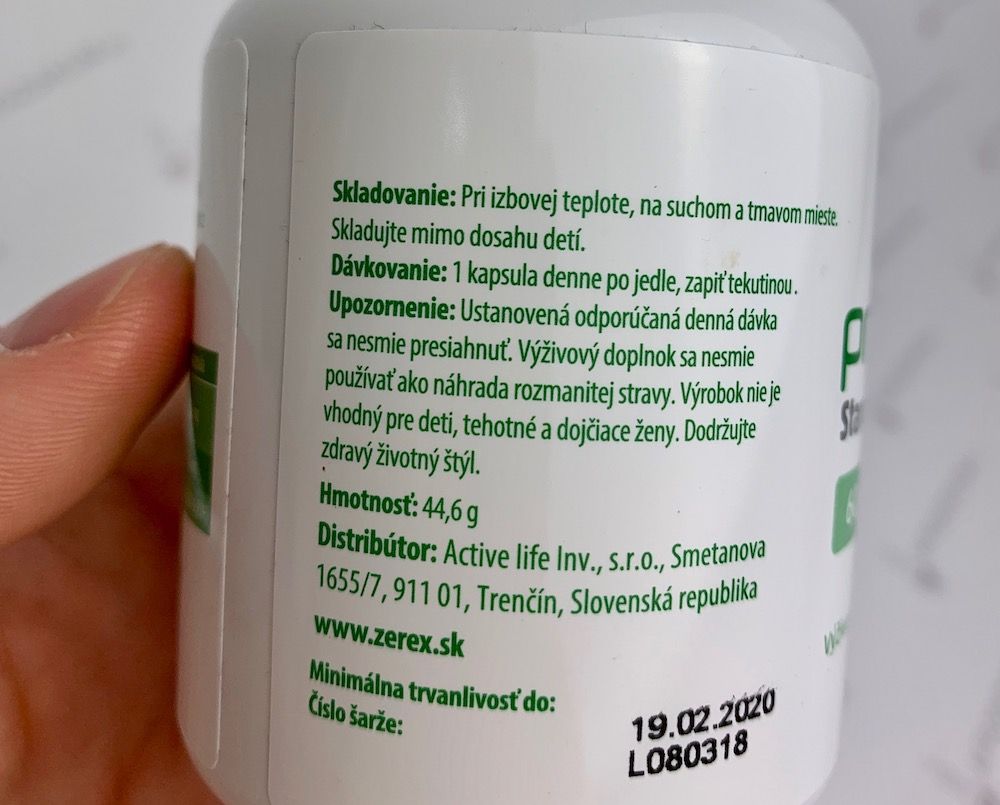 Skladovanie: Pri izbovej teplote, na suchom a tmavom mieste.
Skladujte mimo dosahu detí.
Dávkovanie: 1 kapsula denne po jedle, zapiť tekutinou.
Upozornenie: Ustanovená odporúčaná denná dávka
sa nesmie presiahnuť. Výživový doplnok sa nesmie
používať ako náhrada rozmanitej stravy. Výrobok nie je
vhodný pre deti, tehotné a dojčiace ženy. Dodržujte
zdravý životný štýl.
Hmotnosť: 44,6 g
Distribútor: Active life Inv., s.r.o., Smetanova
1655/7, 911 01, Trenčín, Slovenská republika
www.zerex.sk
Minimálna trvanlivosť do:
Číslo šarže:
19.02.2020
L080318